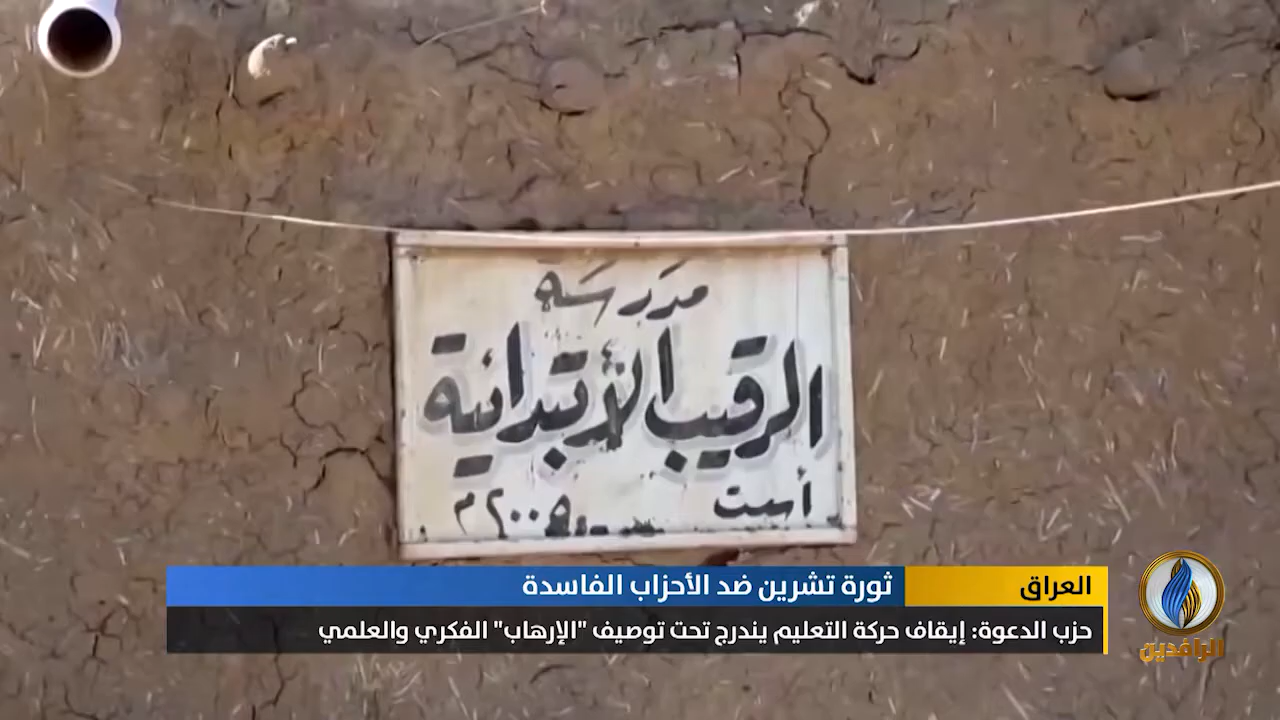 مدرسة
الرقيب الأبتدائية
أسست
٢٠٠٥م
العراق
ثورة تشرين ضد الأحزاب الفاسدة
حزب الدعوة: إيقاف حركة التعليم يندرج تحت توصيف "الإرهاب" الفكري والعلمي
الرافدين